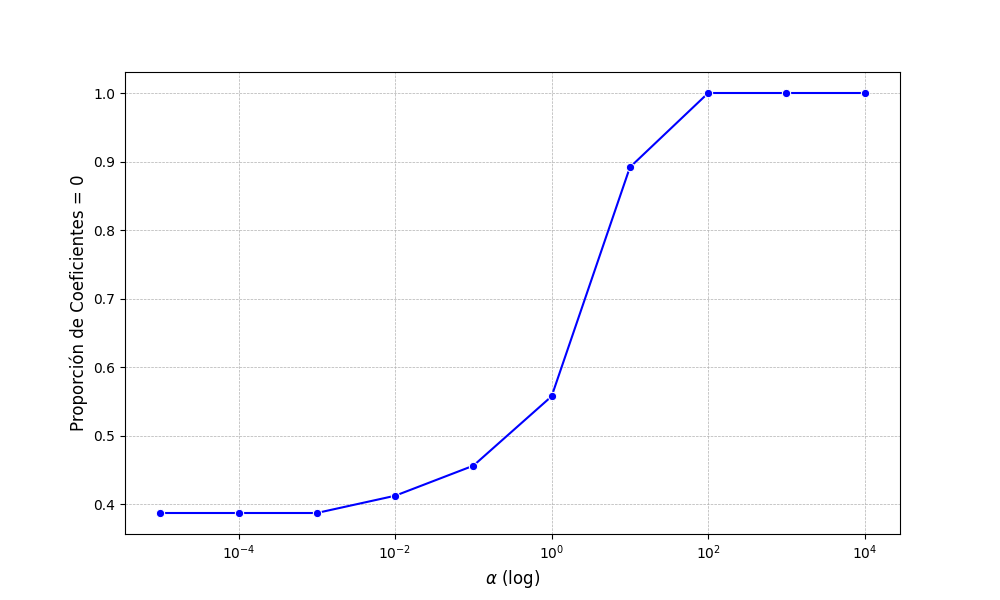 Proporción de Coeficientes = 0
1.0
0.9
0.8
0.7
0.6
0.5
0.4
10⁻⁴ 10⁻² 10⁰ 10² 10⁴
α (log)